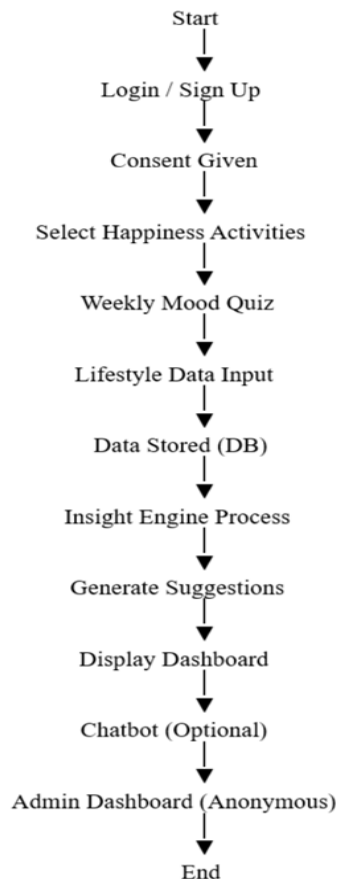 Start
Login / Sign Up
Consent Given
Select Happiness Activities
Weekly Mood Quiz
Lifestyle Data Input
Data Stored (DB)
Insight Engine Process
Generate Suggestions
Display Dashboard
Chatbot (Optional)
Admin Dashboard (Anonymous)
End